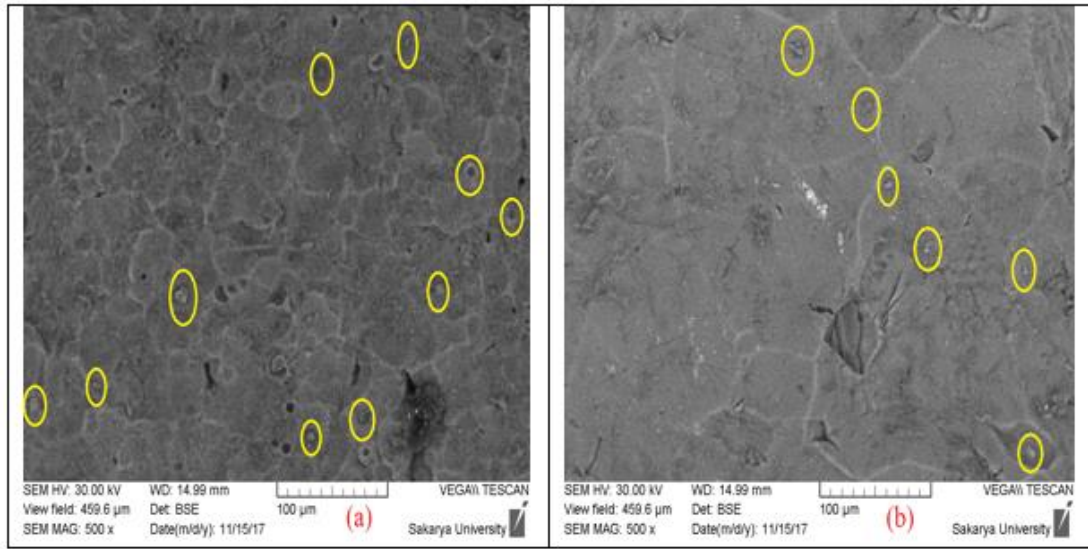 SEM HV: 30.00 kV WD: 14.99 mm VEGA\\ TESCAN
View field: 459.6 µm Det: BSE 100 µm (a)
SEM MAG: 500 x Date(m/d/y): 11/15/17 Sakarya University
SEM HV: 30.00 kV WD: 14.99 mm VEGA\\ TESCAN
View field: 459.6 µm Det: BSE 100 µm (b)
SEM MAG: 500 x Date(m/d/y): 11/15/17 Sakarya University